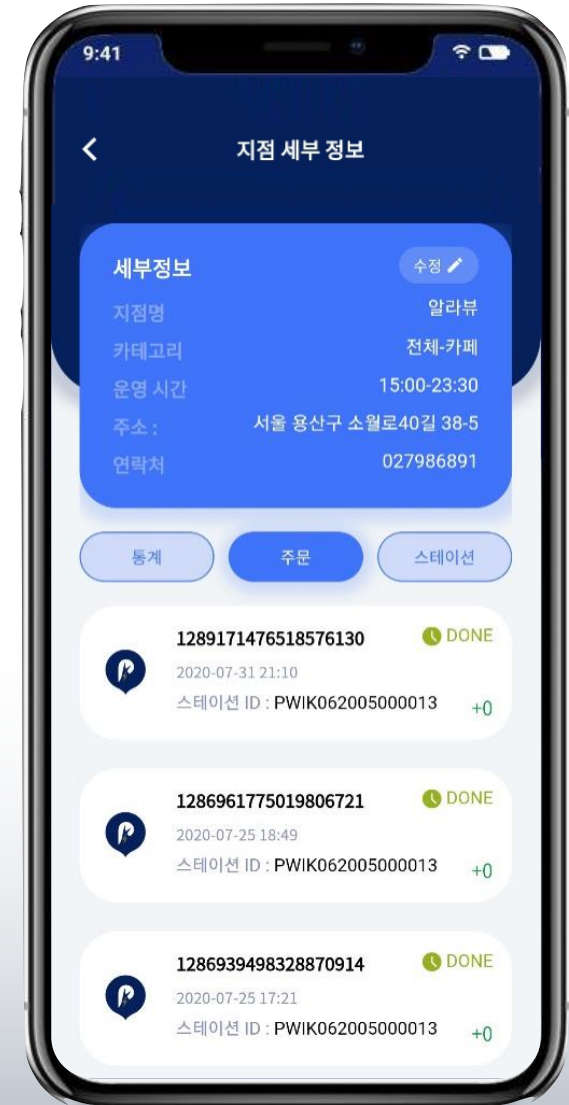 9:41
지점 세부 정보
세부정보 수정
지점명 알라뷰
카테고리 전체-카페
운영 시간 15:00-23:30
주소 : 서울 용산구 소월로40길 38-5
연락처 027986891
통계 주문 스테이션
1289171476518576130 DONE
2020-07-31 21:10
스테이션 ID : PWIK062005000013 +0
1286961775019806721 DONE
2020-07-25 18:49
스테이션 ID : PWIK062005000013 +0
1286939498328870914 DONE
2020-07-25 17:21
스테이션 ID : PWIK062005000013 +0